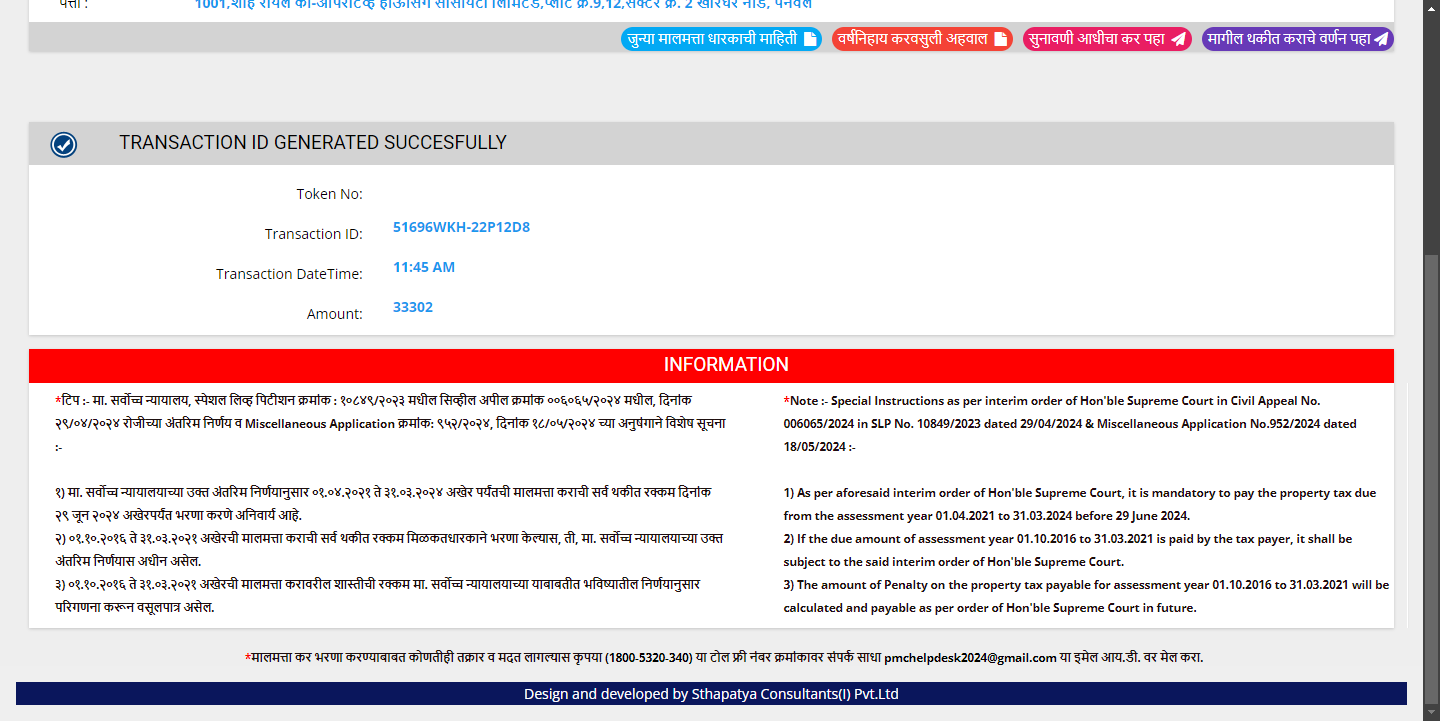 पत्ता :
1001,शाह रॉयल को-ऑपरेटिव्ह हाऊसिंग सोसायटी लिमिटेड,प्लॉट क्र.9,12,सेक्टर क्र. 2 खारघर नोड, पनवेल
जुन्या मालमत्ता धारकाची माहिती
वर्षनिहाय करवसुली अहवाल
सुनावणी आधीचा कर पहा
मागील थकीत कराचे वर्णन पहा
TRANSACTION ID GENERATED SUCCESFULLY
Token No:
Transaction ID: 51696WKH-22P12D8
Transaction DateTime: 11:45 AM
Amount: 33302
INFORMATION
*टिप :- मा. सर्वोच्च न्यायालय, स्पेशल लिव्ह पिटीशन क्रमांक : १०८४९/२०२३ मधील सिव्हील अपील क्रमांक ००६०६५/२०२४ मधील, दिनांक
२९/०४/२०२४ रोजीच्या अंतरिम निर्णय व Miscellaneous Application क्रमांक: ९५२/२०२४, दिनांक १८/०५/२०२४ च्या अनुषंगाने विशेष सूचना
:-
१) मा. सर्वोच्च न्यायालयाच्या उक्त अंतरिम निर्णयानुसार ०१.०४.२०२१ ते ३१.०३.२०२४ अखेर पर्यंतची मालमत्ता कराची सर्व थकीत रक्कम दिनांक
२९ जून २०२४ अखेरपर्यंत भरणा करणे अनिवार्य आहे.
२) ०१.१०.२०१६ ते ३१.०३.२०२१ अखेरची मालमत्ता कराची सर्व थकीत रक्कम मिळकतधारकाने भरणा केल्यास, ती, मा. सर्वोच्च न्यायालयाच्या उक्त
अंतरिम निर्णयास अधीन असेल.
३) ०१.१०.२०१६ ते ३१.०३.२०२१ अखेरची मालमत्ता करावरील शास्तीची रक्कम मा. सर्वोच्च न्यायालयाच्या याबाबतीत भविष्यातील निर्णयानुसार
परिगणना करून वसूलपात्र असेल.
*Note :- Special Instructions as per interim order of Hon'ble Supreme Court in Civil Appeal No.
006065/2024 in SLP No. 10849/2023 dated 29/04/2024 & Miscellaneous Application No.952/2024 dated
18/05/2024 :-
1) As per aforesaid interim order of Hon'ble Supreme Court, it is mandatory to pay the property tax due
from the assessment year 01.04.2021 to 31.03.2024 before 29 June 2024.
2) If the due amount of assessment year 01.10.2016 to 31.03.2021 is paid by the tax payer, it shall be
subject to the said interim order of Hon'ble Supreme Court.
3) The amount of Penalty on the property tax payable for assessment year 01.10.2016 to 31.03.2021 will be
calculated and payable as per order of Hon'ble Supreme Court in future.
*मालमत्ता कर भरणा करण्याबाबत कोणतीही तक्रार व मदत लागल्यास कृपया (1800-5320-340) या टोल फ्री नंबर क्रमांकावर संपर्क साधा pmchelpdesk2024@gmail.com या इमेल आय.डी. वर मेल करा.
Design and developed by Sthapatya Consultants(I) Pvt.Ltd